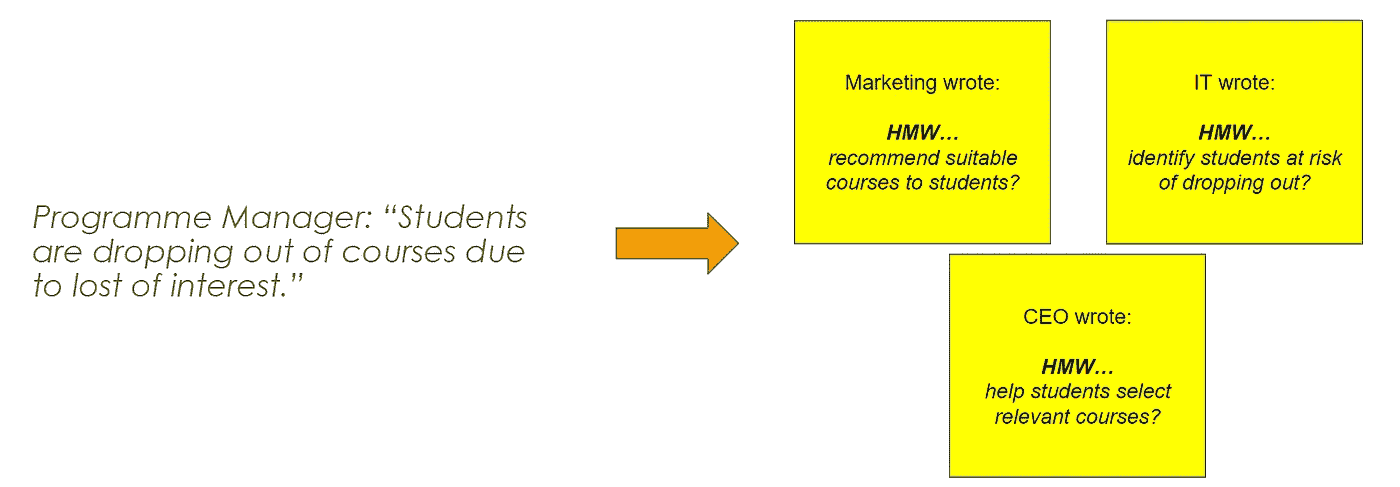 Programme Manager: “Students
are dropping out of courses due
to lost of interest.”
Marketing wrote:
HMW…
recommend suitable
courses to students?
IT wrote:
HMW…
identify students at risk
of dropping out?
CEO wrote:
HMW…
help students select
relevant courses?